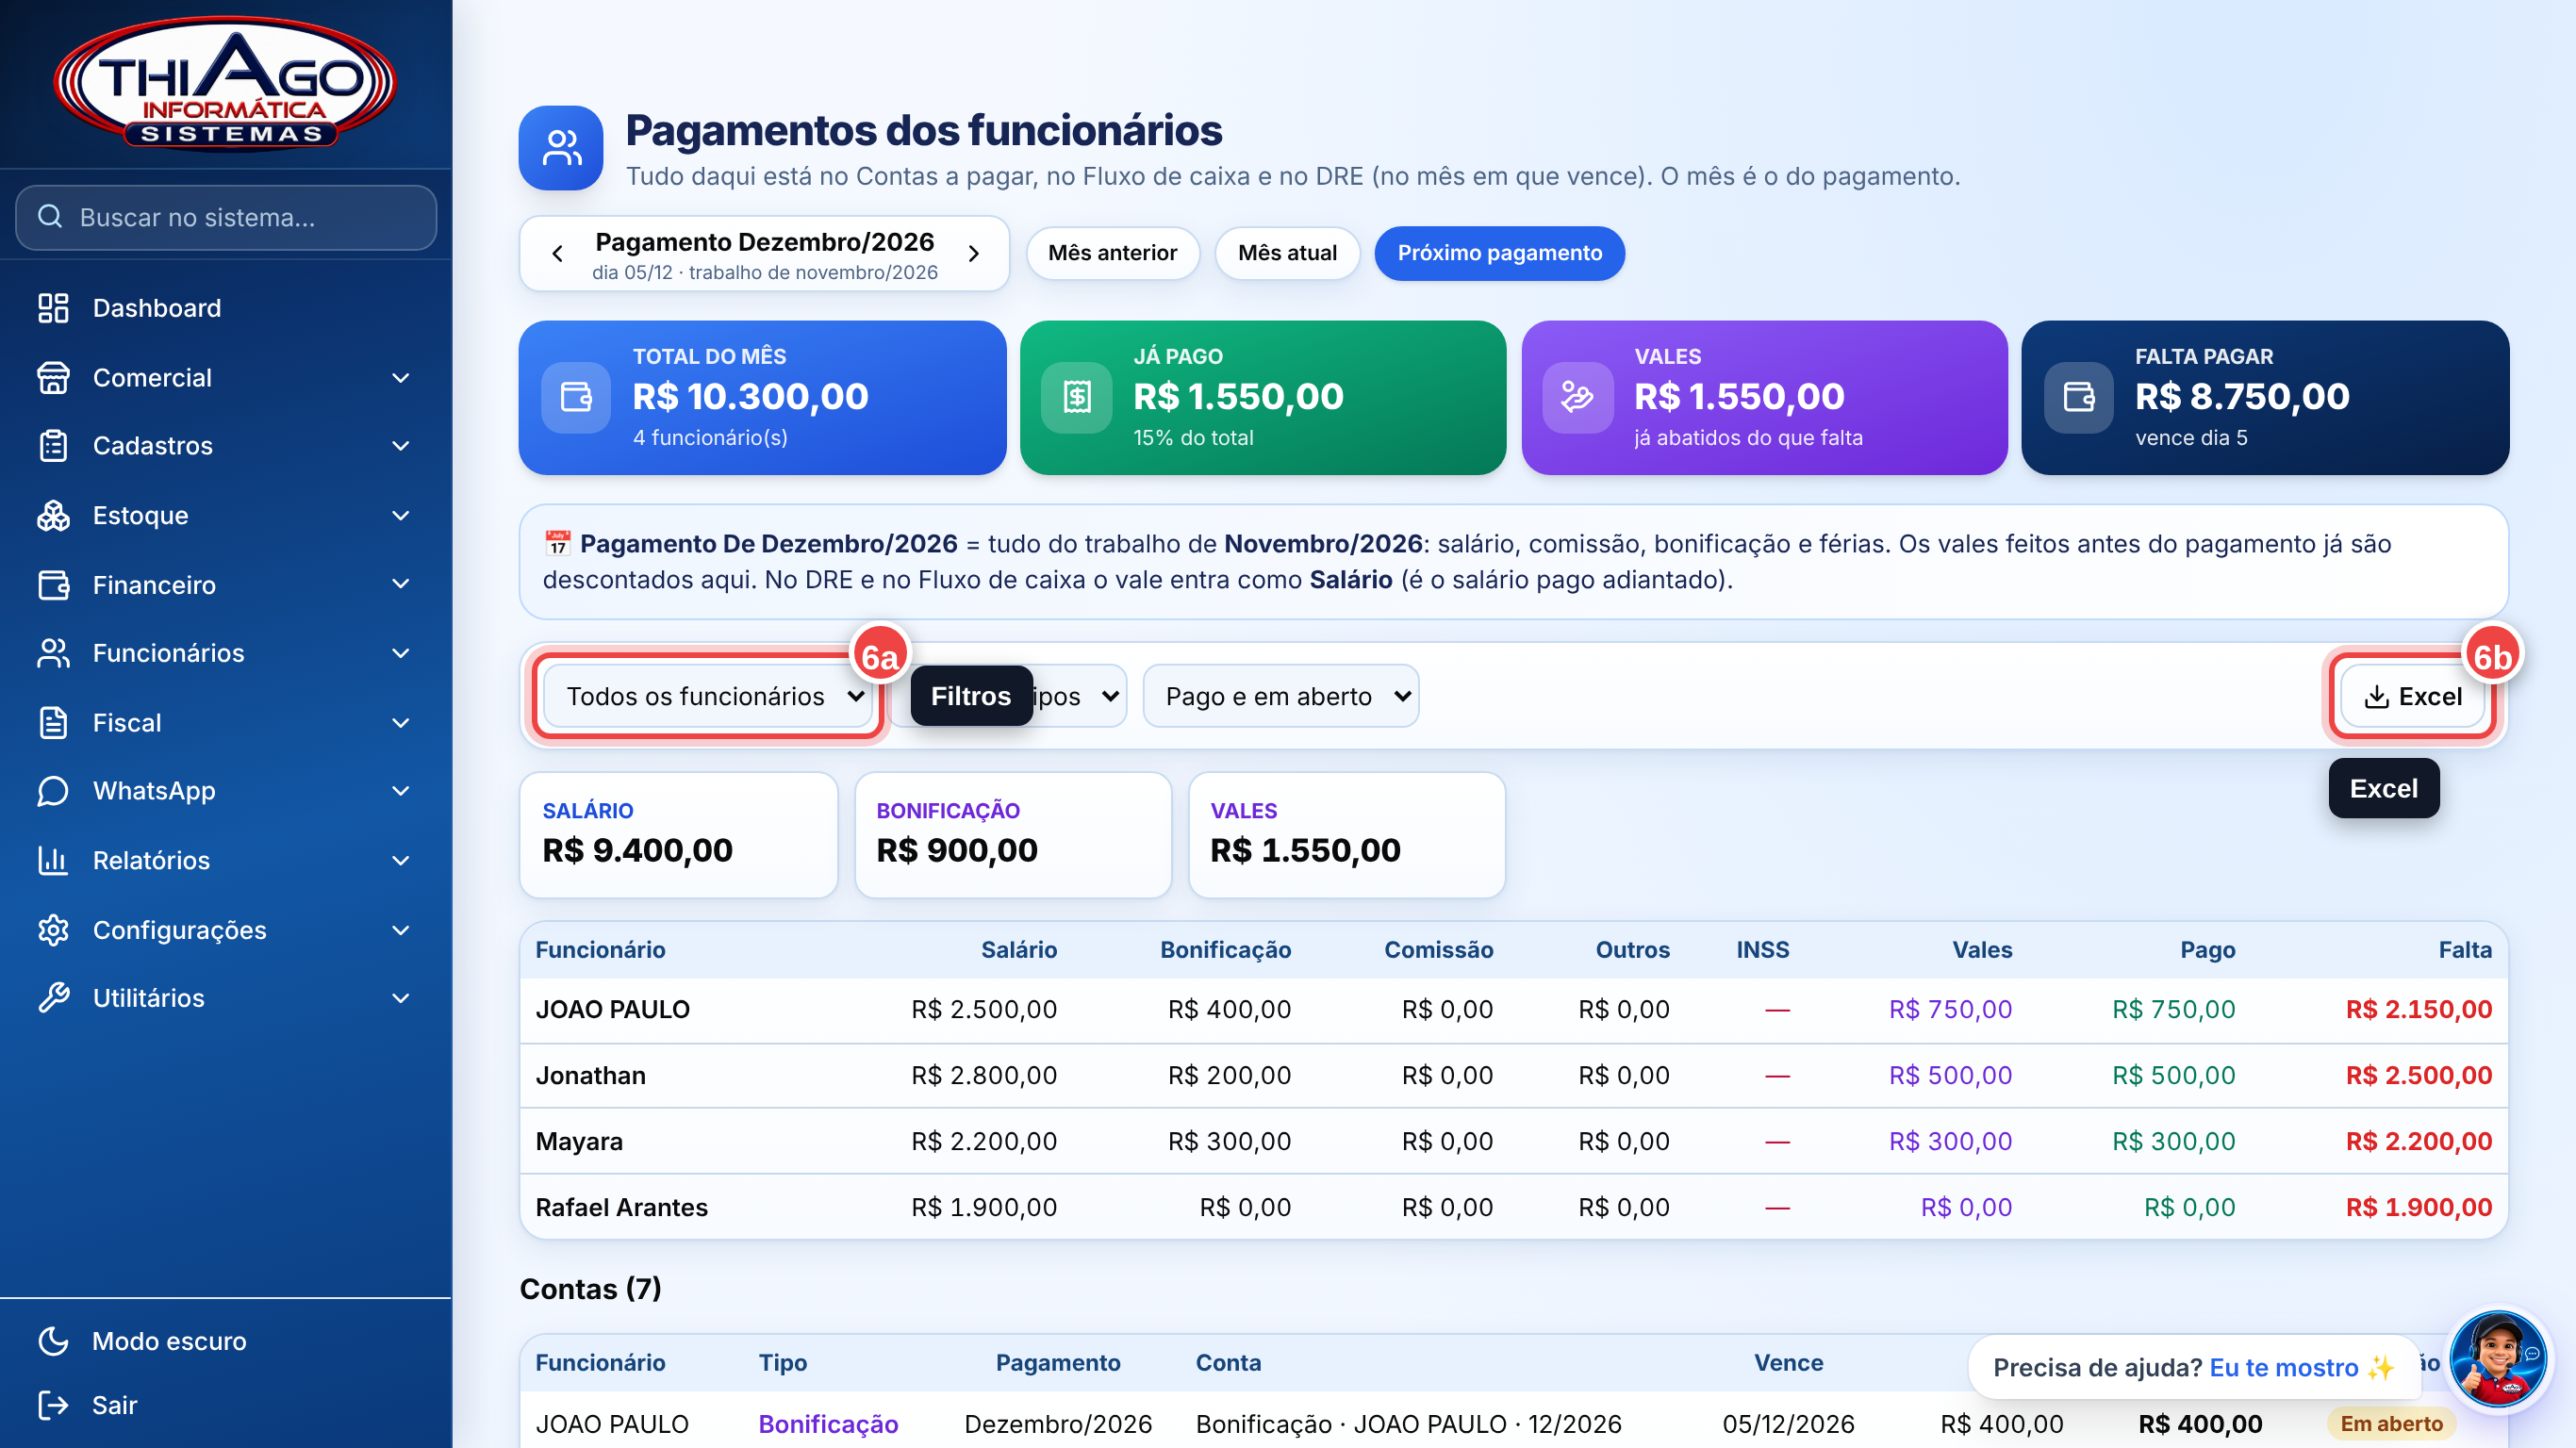 THIAGO
INFORMÁTICA
SISTEMAS
Buscar no sistema...
Dashboard
Comercial
Cadastros
Estoque
Financeiro
Funcionários
Fiscal
WhatsApp
Relatórios
Configurações
Utilitários
Modo escuro
Sair
Pagamentos dos funcionários
Tudo daqui está no Contas a pagar, no Fluxo de caixa e no DRE (no mês em que vence). O mês é o do pagamento.
Pagamento Dezembro/2026
dia 05/12 · trabalho de novembro/2026
Mês anterior
Mês atual
Próximo pagamento
TOTAL DO MÊS
R$ 10.300,00
4 funcionário(s)
JÁ PAGO
R$ 1.550,00
15% do total
VALES
R$ 1.550,00
já abatidos do que falta
FALTA PAGAR
R$ 8.750,00
vence dia 5
📅 Pagamento De Dezembro/2026 = tudo do trabalho de Novembro/2026: salário, comissão, bonificação e férias. Os vales feitos antes do pagamento já são
descontados aqui. No DRE e no Fluxo de caixa o vale entra como Salário (é o salário pago adiantado).
6a
6b
Todos os funcionários
Filtros
ipos
Pago e em aberto
Excel
Excel
SALÁRIO
R$ 9.400,00
BONIFICAÇÃO
R$ 900,00
VALES
R$ 1.550,00
Funcionário Salário Bonificação Comissão Outros INSS Vales Pago Falta
JOAO PAULO R$ 2.500,00 R$ 400,00 R$ 0,00 R$ 0,00 — R$ 750,00 R$ 750,00 R$ 2.150,00
Jonathan R$ 2.800,00 R$ 200,00 R$ 0,00 R$ 0,00 — R$ 500,00 R$ 500,00 R$ 2.500,00
Mayara R$ 2.200,00 R$ 300,00 R$ 0,00 R$ 0,00 — R$ 300,00 R$ 300,00 R$ 2.200,00
Rafael Arantes R$ 1.900,00 R$ 0,00 R$ 0,00 R$ 0,00 — R$ 0,00 R$ 0,00 R$ 1.900,00
Contas (7)
Funcionário Tipo Pagamento Conta Vence
Precisa de ajuda? Eu te mostro ✨
JOAO PAULO Bonificação Dezembro/2026 Bonificação · JOAO PAULO · 12/2026 05/12/2026 R$ 400,00 R$ 400,00 Em aberto